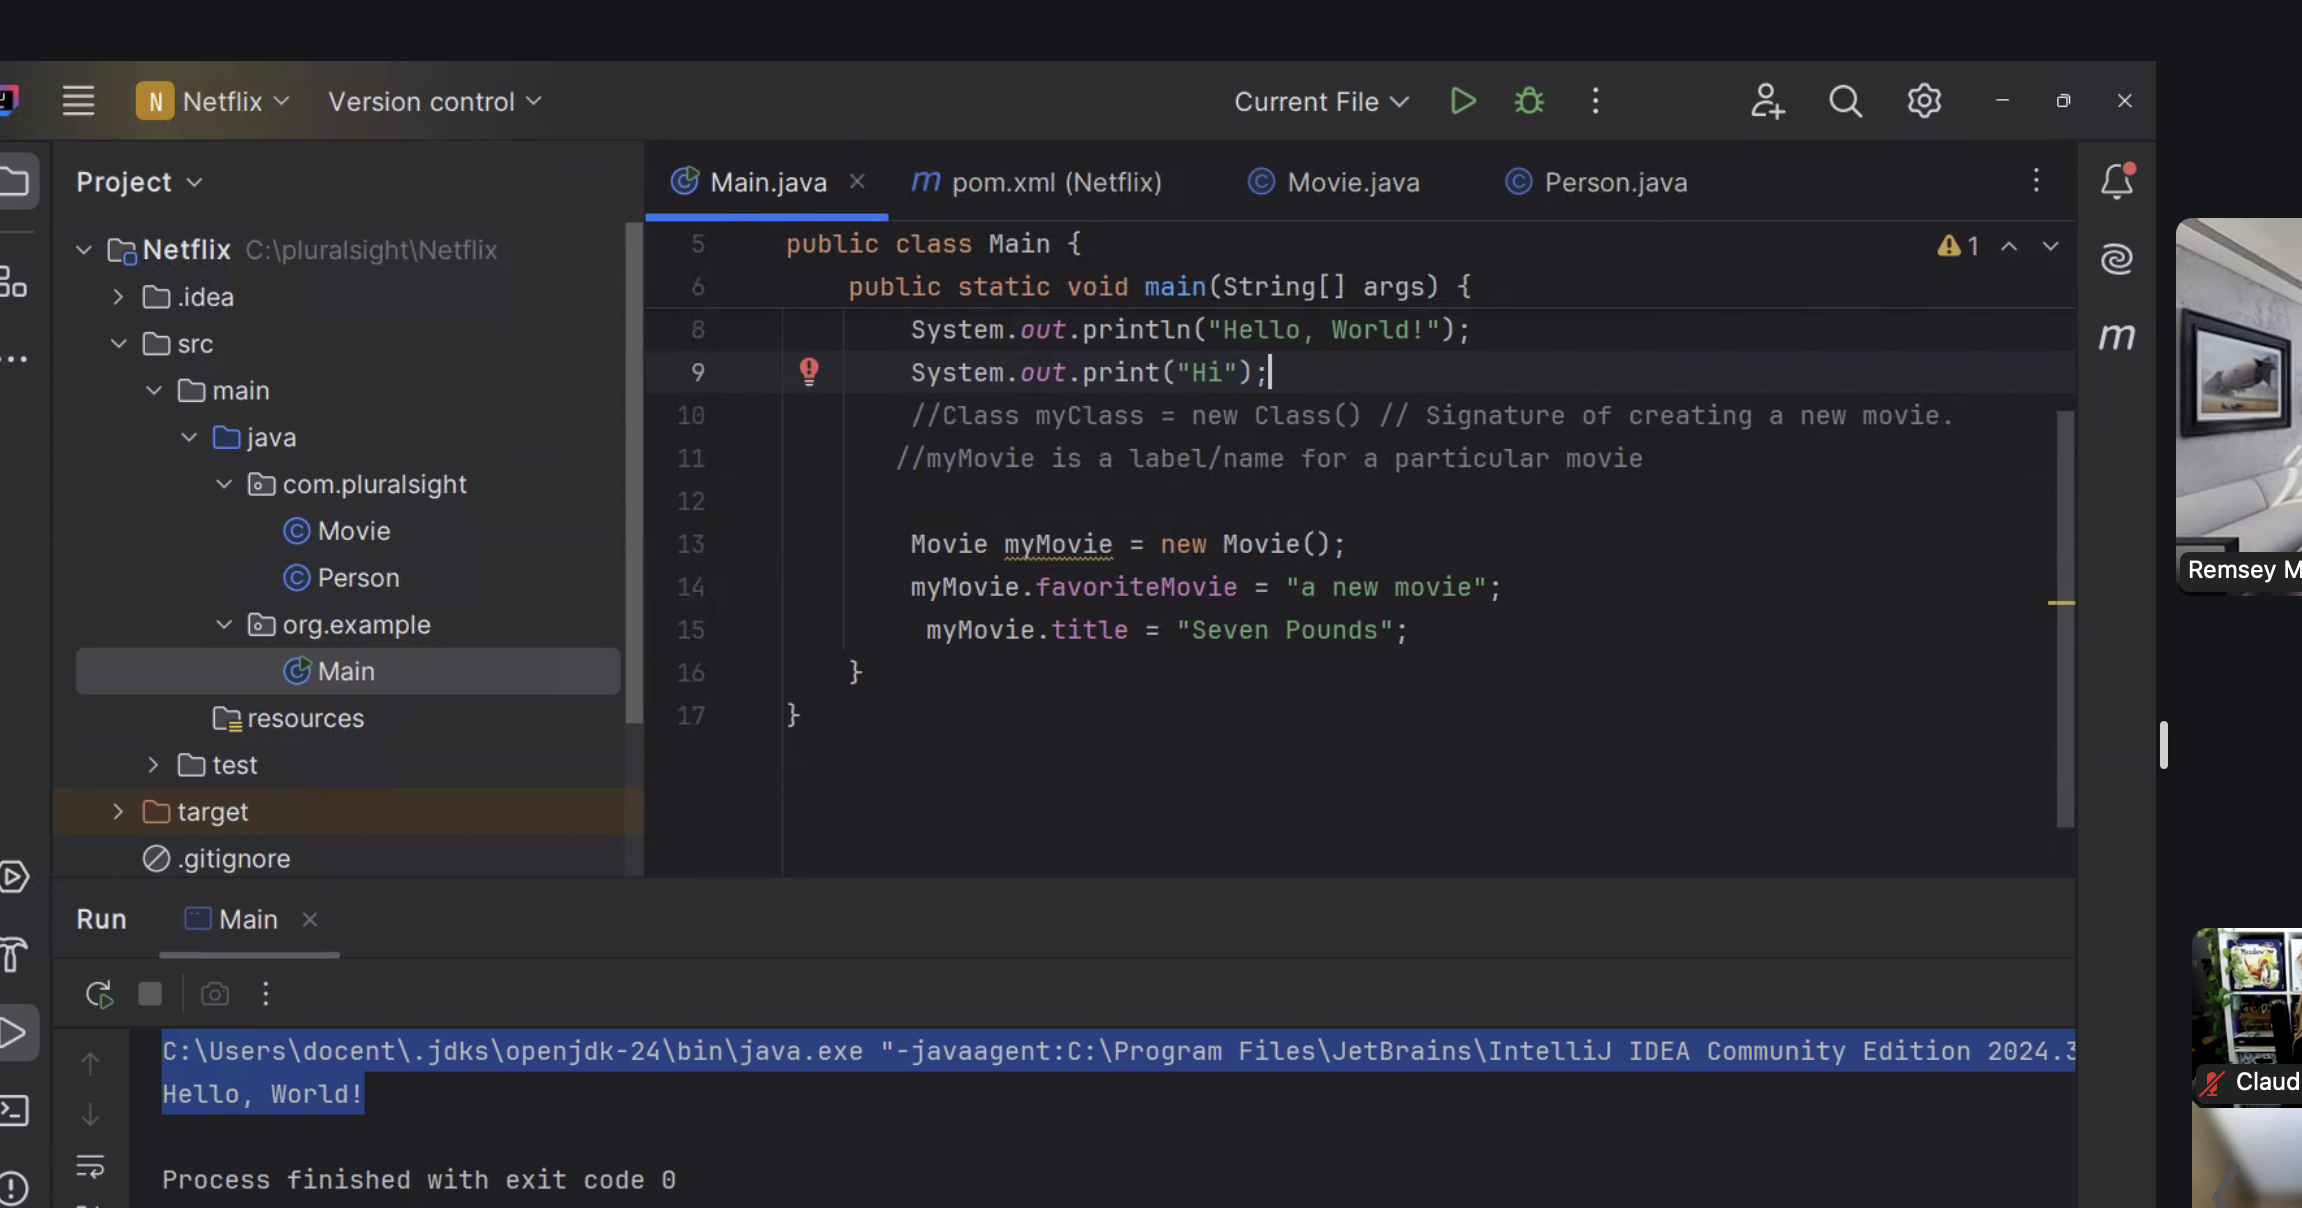 N Netflix Version control Current File
Project
Main.java
pom.xml (Netflix)
Movie.java
Person.java
Netflix C:\pluralsight\Netflix
.idea
src
main
java
com.pluralsight
Movie
Person
org.example
Main
resources
test
target
.gitignore
1
5 public class Main {
6 public static void main(String[] args) {
8 System.out.println("Hello, World!");
9 System.out.print("Hi");
10 //Class myClass = new Class() // Signature of creating a new movie.
11 //myMovie is a label/name for a particular movie
12
13 Movie myMovie = new Movie();
14 myMovie.favoriteMovie = "a new movie";
15 myMovie.title = "Seven Pounds";
16 }
17 }
m
Run Main
C:\Users\docent\.jdks\openjdk-24\bin\java.exe "-javaagent:C:\Program Files\JetBrains\IntelliJ IDEA Community Edition 2024.3
Hello, World!
Process finished with exit code 0
Remsey M
Claud